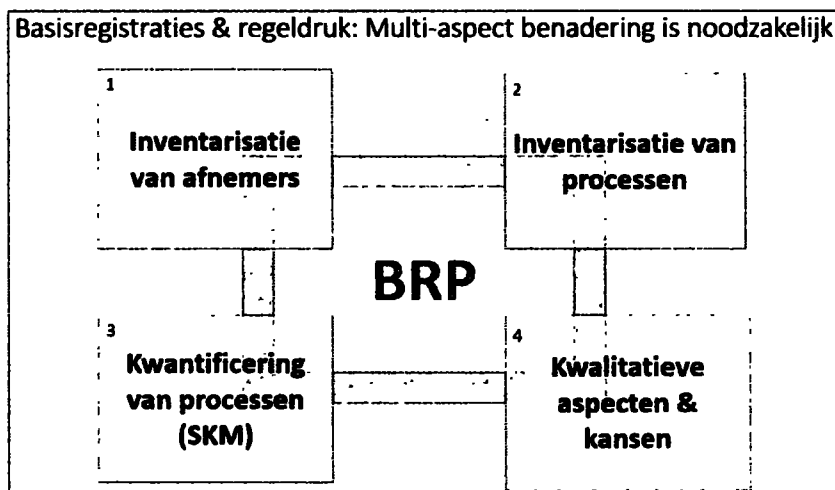 Basisregistraties & regeldruk: Multi-aspect benadering is noodzakelijk
1
Inventarisatie
van afnemers
2
Inventarisatie van
processen
BRP
3
Kwantificering
van processen
(SKM)
4
Kwalitatieve
aspecten &
kansen